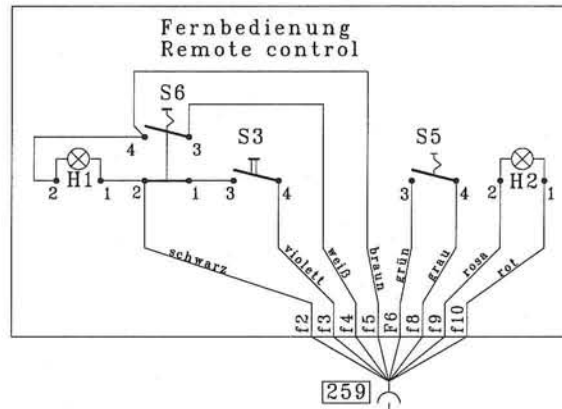 Fernbedienung
Remote control
S6
4
3
S3
S5
H1
2
1
2
1
3
4
3
4
H2
2
1
schwarz
violett
weiß
braun
grün
grau
rosa
rot
f2
f3
f4
f5
F6
f8
f9
f10
259